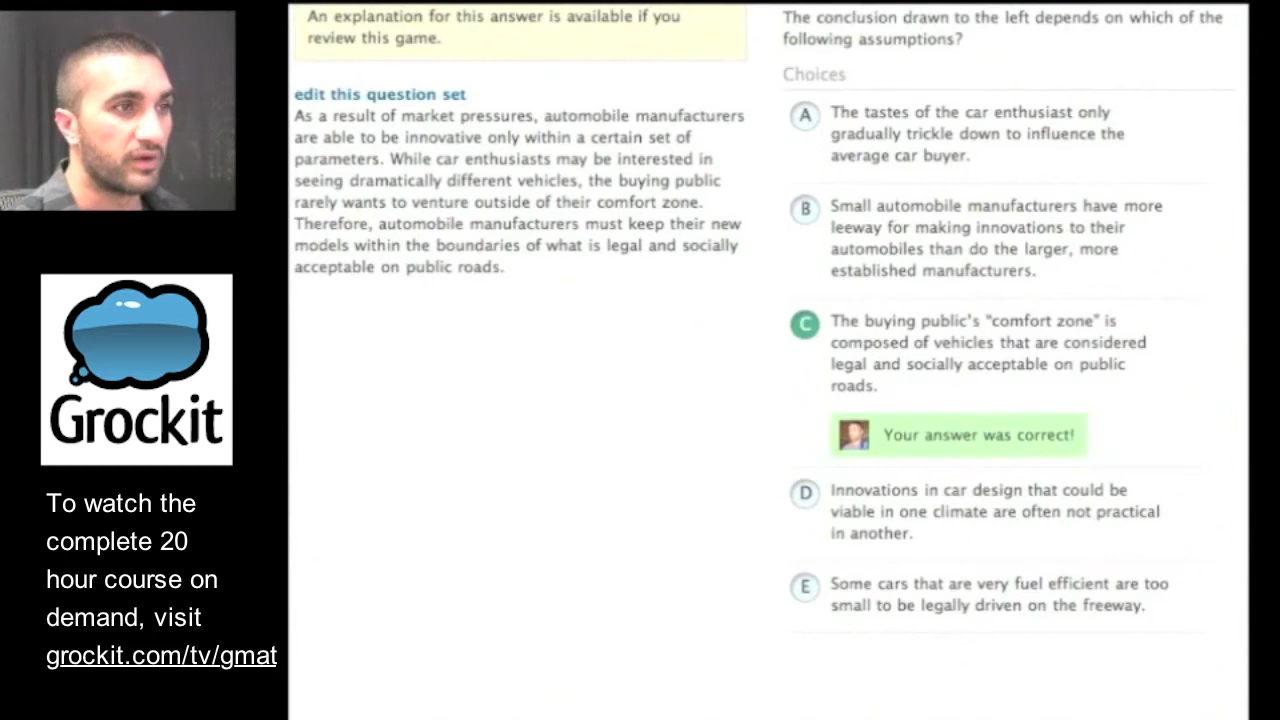 An explanation for this answer is available if you
review this game.
edit this question set
As a result of market pressures, automobile manufacturers
are able to be innovative only within a certain set of
parameters. While car enthusiasts may be interested in
seeing dramatically different vehicles, the buying public
rarely wants to venture outside of their comfort zone.
Therefore, automobile manufacturers must keep their new
models within the boundaries of what is legal and socially
acceptable on public roads.
The conclusion drawn to the left depends on which of the
following assumptions?
Choices
A The tastes of the car enthusiast only
gradually trickle down to influence the
average car buyer.
B Small automobile manufacturers have more
leeway for making innovations to their
automobiles than do the larger, more
established manufacturers.
C The buying public's “comfort zone” is
composed of vehicles that are considered
legal and socially acceptable on public
roads.
Your answer was correct!
D Innovations in car design that could be
viable in one climate are often not practical
in another.
E Some cars that are very fuel efficient are too
small to be legally driven on the freeway.
Grockit
To watch the
complete 20
hour course on
demand, visit
grockit.com/tv/gmat